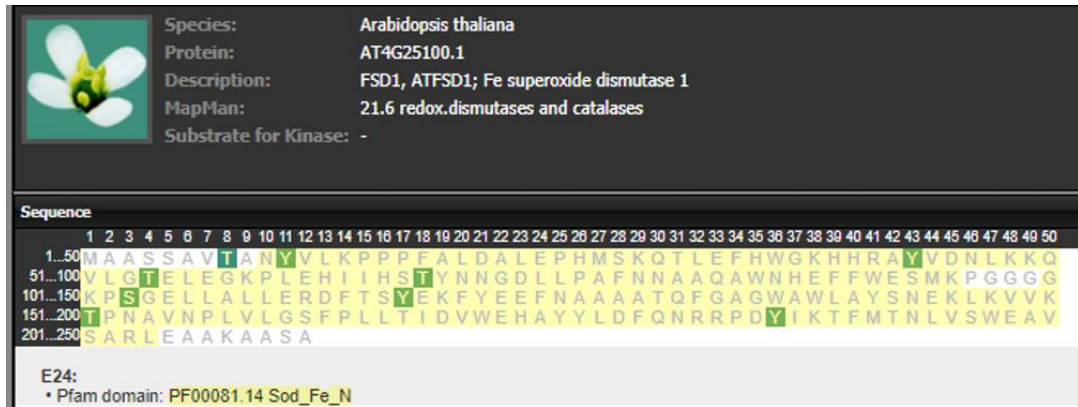 Species: Arabidopsis thaliana
Protein: AT4G25100.1
Description: FSD1, ATFSD1; Fe superoxide dismutase 1
MapMan: 21.6 redox.dismutases and catalases
Substrate for Kinase: -
Sequence
1 2 3 4 5 6 7 8 9 10 11 12 13 14 15 16 17 18 19 20 21 22 23 24 25 26 27 28 29 30 31 32 33 34 35 36 37 38 39 40 41 42 43 44 45 46 47 48 49 50
1...50 M A A S S A V T A N Y V L K P P P F A L D A L E P H M S K Q T L E F H W G K H H R A Y V D N L K K Q
51...100 V L G T E L E G K P L E H I I H S T Y N N G D L L P A F N N A A Q A W N H E F F W E S M K P G G G G
101...150 K P S G E L L A L L E R D F T S Y E K F Y E E F N A A A A T Q F G A G W A W L A Y S N E K L K V V K
151...200 T P N A V N P L V L G S F P L L T I D V W E H A Y Y L D F Q N R R P D Y I K T F M T N L V S W E A V
201...250 S A R L E A A K A A S A
E24:
• Pfam domain: PF00081.14 Sod_Fe_N